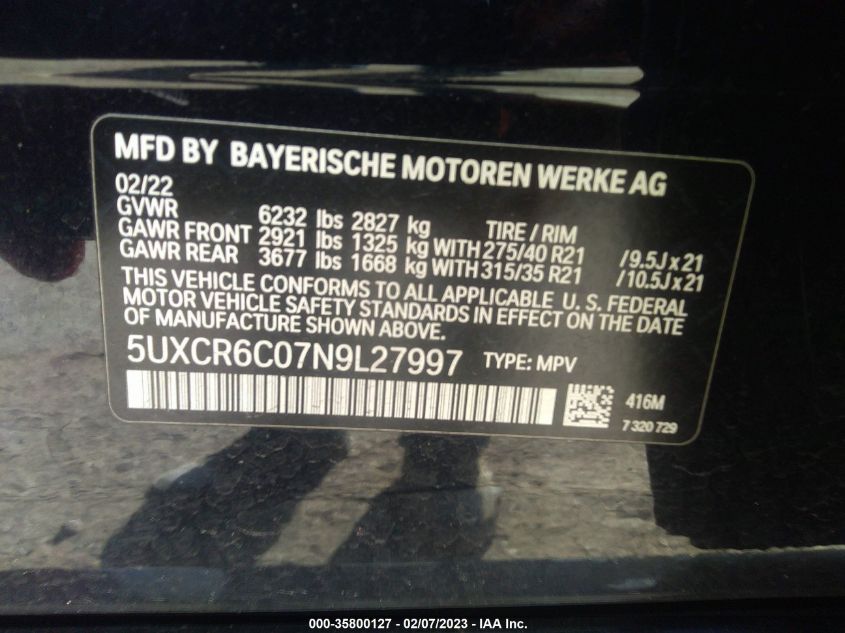 MFD BY BAYERISCHE MOTOREN WERKE AG
02/22
GVWR 6232 lbs 2827 kg TIRE / RIM
GAWR FRONT 2921 lbs 1325 kg WITH 275/40 R21 /9.5J x 21
GAWR REAR 3677 lbs 1668 kg WITH 315/35 R21 /10.5J x 21
THIS VEHICLE CONFORMS TO ALL APPLICABLE U. S. FEDERAL
MOTOR VEHICLE SAFETY STANDARDS IN EFFECT ON THE DATE
OF MANUFACTURE SHOWN ABOVE.
5UXCR6C07N9L27997 TYPE: MPV
416M
7 320 729
000-35800127 - 02/07/2023 - IAA Inc.